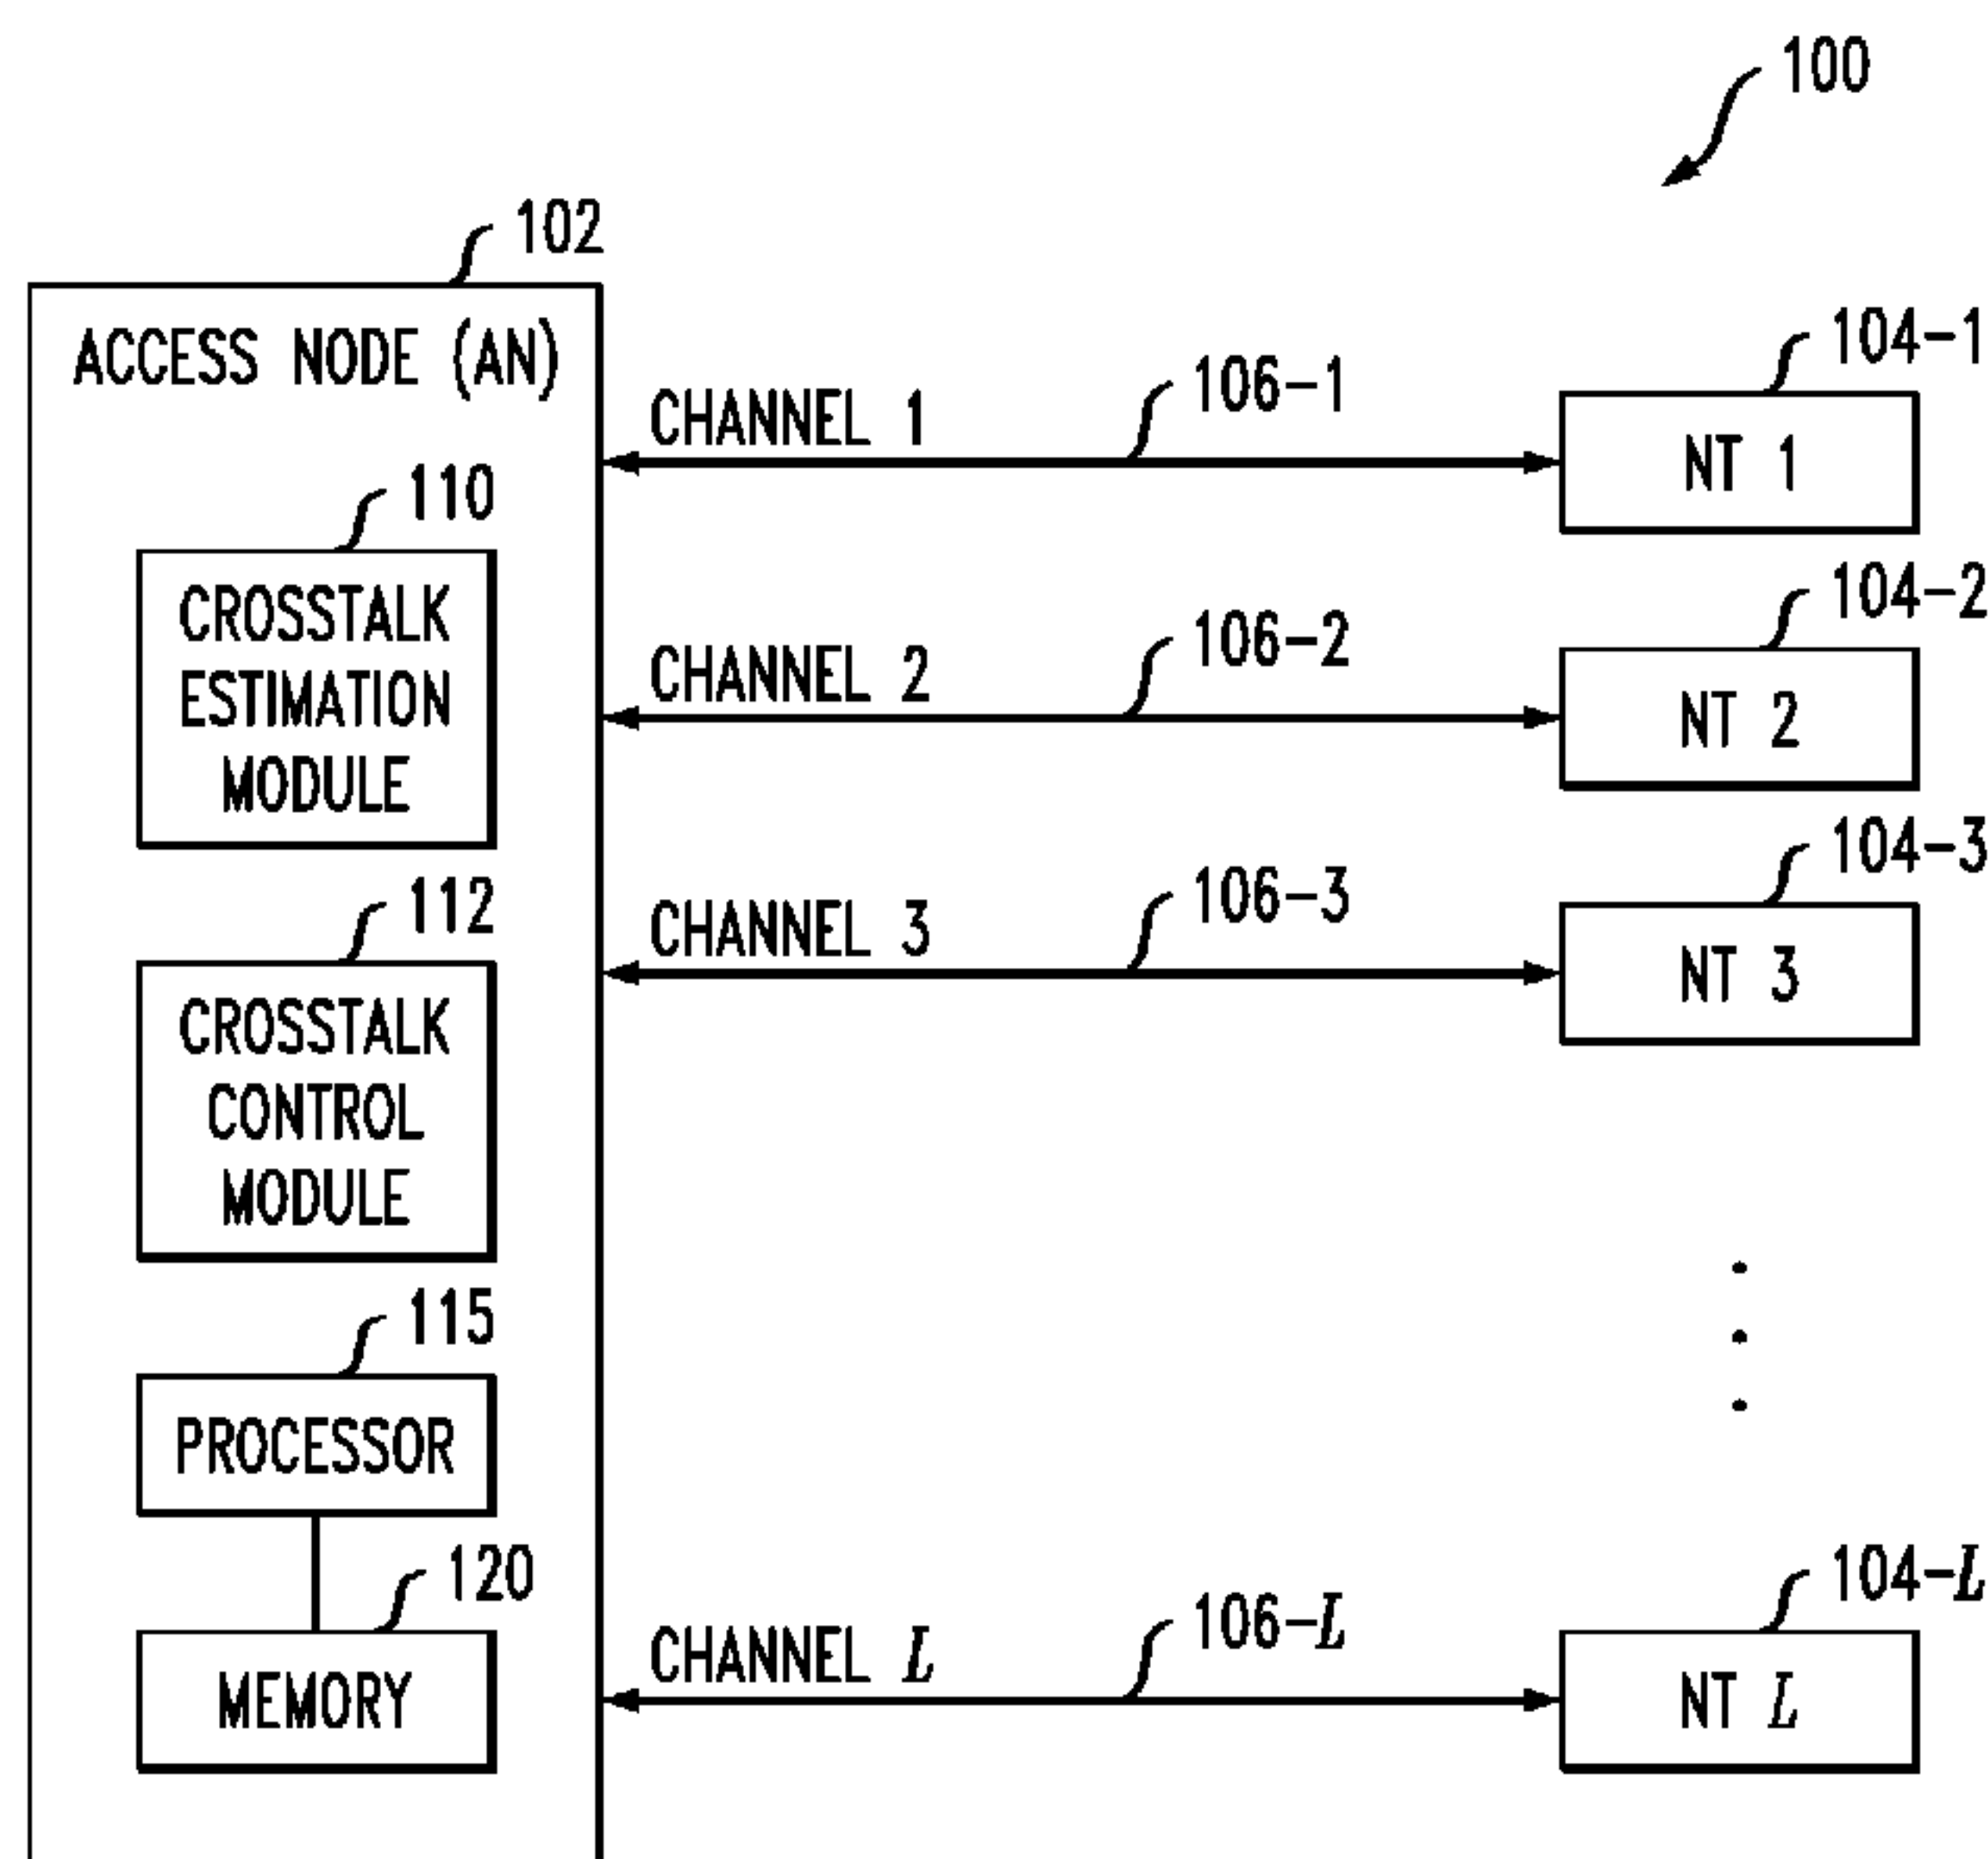 100
102
ACCESS NODE (AN)
110
CROSSTALK
ESTIMATION
MODULE
112
CROSSTALK
CONTROL
MODULE
115
PROCESSOR
120
MEMORY
CHANNEL 1
106-1
104-1
NT 1
CHANNEL 2
106-2
104-2
NT 2
CHANNEL 3
106-3
104-3
NT 3
CHANNEL L
106-L
104-L
NT L